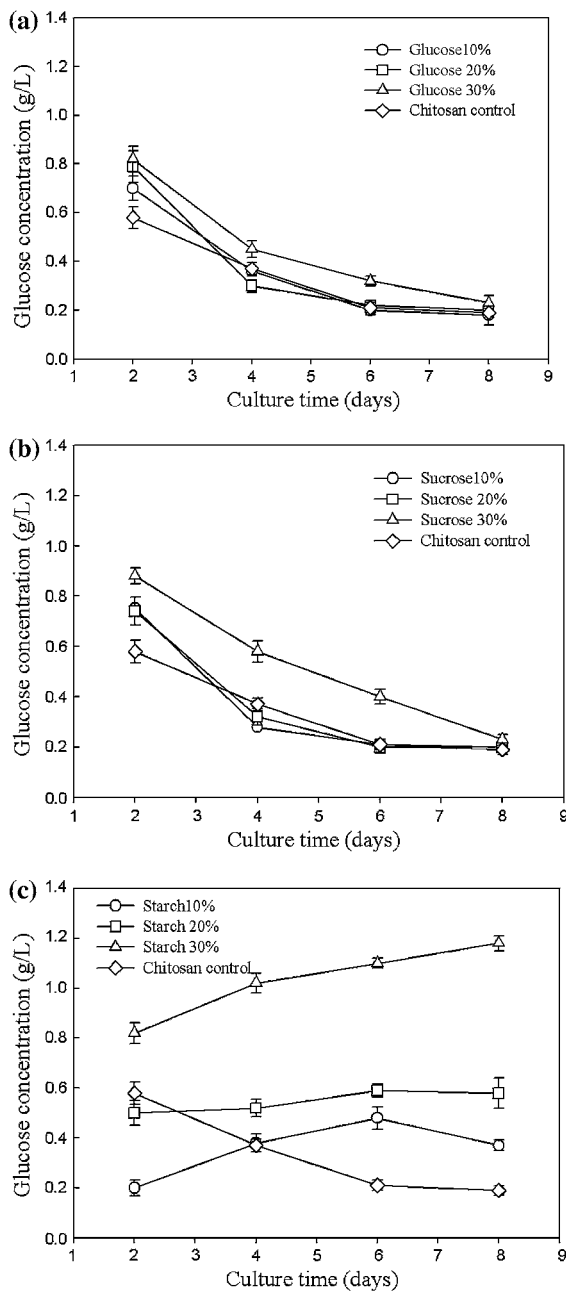 (a)
1.4
1.2
1.0
0.8
0.6
0.4
0.2
0.0
Glucose concentration (g/L)
Glucose10%
Glucose 20%
Glucose 30%
Chitosan control
1 2 3 4 5 6 7 8 9
Culture time (days)
(b)
1.4
1.2
1.0
0.8
0.6
0.4
0.2
0.0
Glucose concentration (g/L)
Sucrose10%
Sucrose 20%
Sucrose 30%
Chitosan control
1 2 3 4 5 6 7 8 9
Culture time (days)
(c)
1.4
1.2
1.0
0.8
0.6
0.4
0.2
0.0
Glucose concentration (g/L)
Starch10%
Starch 20%
Starch 30%
Chitosan control
1 2 3 4 5 6 7 8 9
Culture time (days)